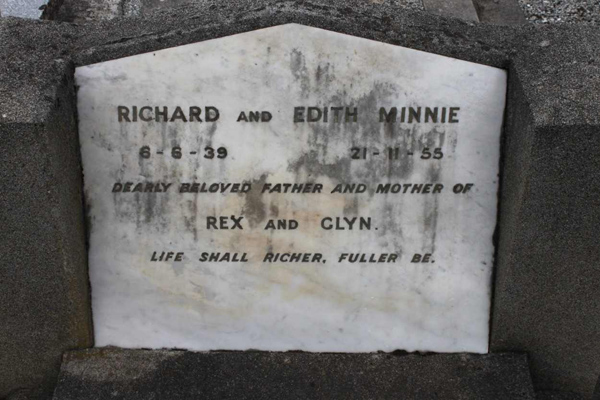 RICHARD AND EDITH MINNIE
6-6-39 21-11-55
DEARLY BELOVED FATHER AND MOTHER OF
REX AND GLYN.
LIFE SHALL RICHER, FULLER BE.